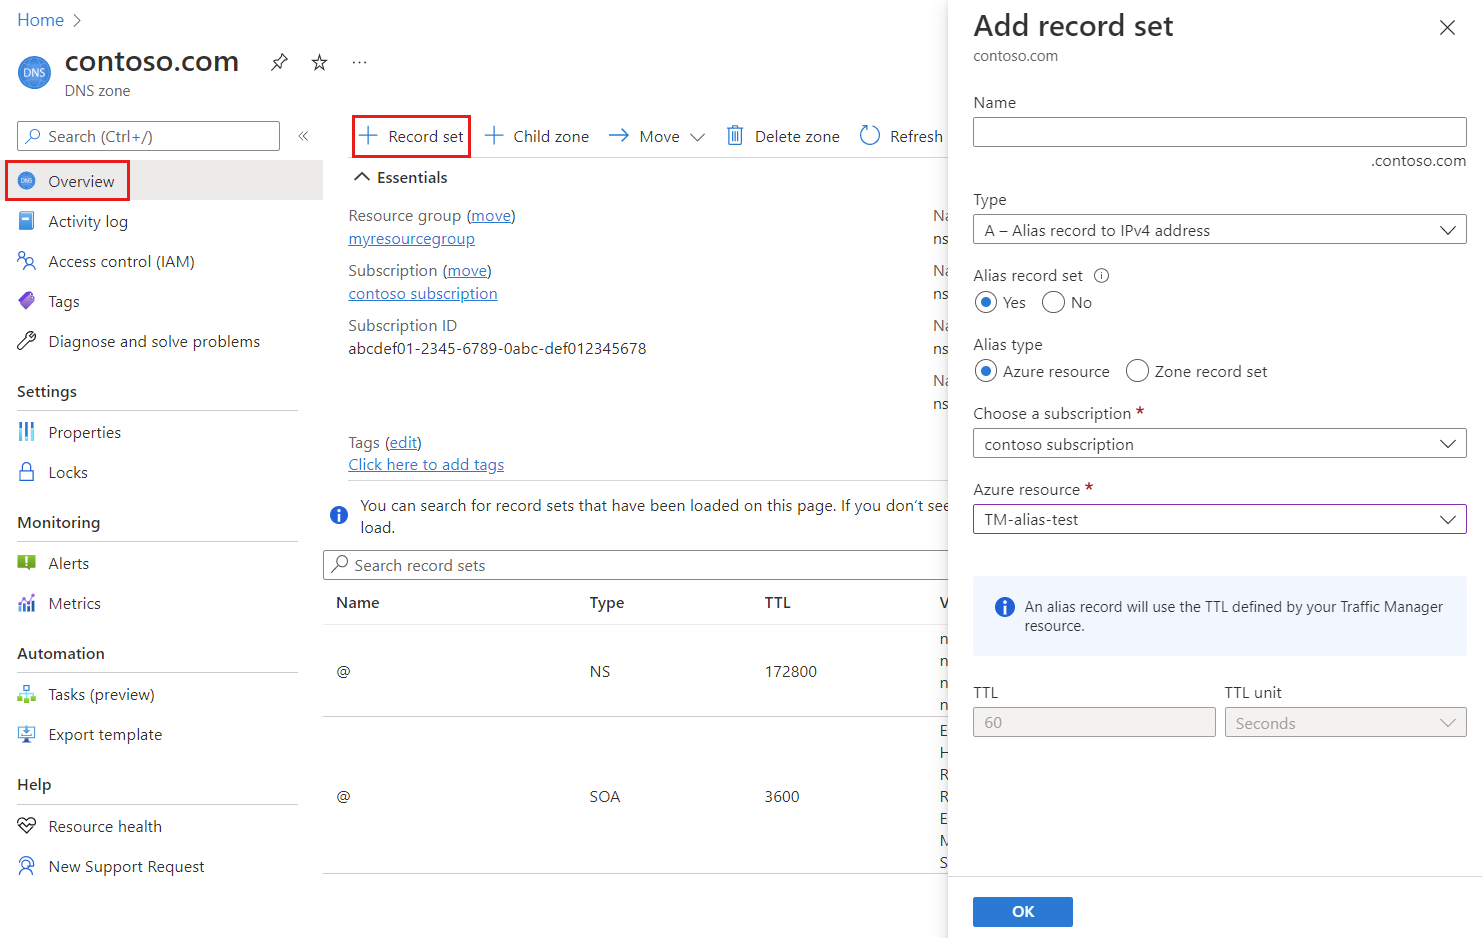 Home
contoso.com
DNS
DNS zone
Search (Ctrl+/)
Overview
Activity log
Access control (IAM)
Tags
Diagnose and solve problems
Settings
Properties
Locks
Monitoring
Alerts
Metrics
Automation
Tasks (preview)
Export template
Help
Resource health
New Support Request
Record set
Child zone
Move
Delete zone
Refresh
Essentials
Resource group (move)
myresourcegroup
Subscription (move)
contoso subscription
Subscription ID
abcdef01-2345-6789-0abc-def012345678
Na
ns
Na
ns
Na
ns
Na
ns
Tags (edit)
Click here to add tags
You can search for record sets that have been loaded on this page. If you don't see
load.
Search record sets
Name Type TTL V
@ NS 172800
n
n
n
n
@ SOA 3600
E
H
R
R
E
M
S
Add record set
contoso.com
Name
.contoso.com
Type
A – Alias record to IPv4 address
Alias record set
Yes No
Alias type
Azure resource Zone record set
Choose a subscription *
contoso subscription
Azure resource *
TM-alias-test
An alias record will use the TTL defined by your Traffic Manager
resource.
TTL TTL unit
60 Seconds
OK